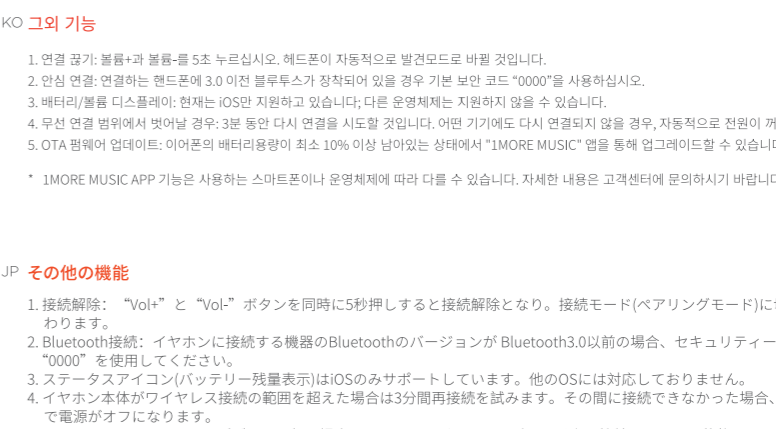 KO 그외 기능
1. 연결 끊기: 볼륨+과 볼륨-를 5초 누르십시오. 헤드폰이 자동적으로 발견모드로 바뀔 것입니다.
2. 안심 연결: 연결하는 핸드폰에 3.0 이전 블루투스가 장착되어 있을 경우 기본 보안 코드 “0000”을 사용하십시오.
3. 배터리/볼륨 디스플레이: 현재는 iOS만 지원하고 있습니다; 다른 운영체제는 지원하지 않을 수 있습니다.
4. 무선 연결 범위에서 벗어날 경우: 3분 동안 다시 연결을 시도할 것입니다. 어떤 기기에도 다시 연결되지 않을 경우, 자동적으로 전원이 꺼
5. OTA 펌웨어 업데이트: 이어폰의 배터리용량이 최소 10% 이상 남아있는 상태에서 "1MORE MUSIC" 앱을 통해 업그레이드할 수 있습니
* 1MORE MUSIC APP 기능은 사용하는 스마트폰이나 운영체제에 따라 다를 수 있습니다. 자세한 내용은 고객센터에 문의하시기 바랍니
JP その他の機能
1. 接続解除： “Vol+”と“Vol-”ボタンを同時に5秒押しすると接続解除となり。接続モード(ペアリングモード)に
わります。
2. Bluetooth接続：イヤホンに接続する機器のBluetoothのバージョンが Bluetooth3.0以前の場合、セキュリティー
“0000”を使用してください。
3. ステータスアイコン(バッテリー残量表示)はiOSのみサポートしています。他のOSには対応しておりません。
4. イヤホン本体がワイヤレス接続の範囲を超えた場合は3分間再接続を試みます。その間に接続できなかった場合、
で電源がオフになります。